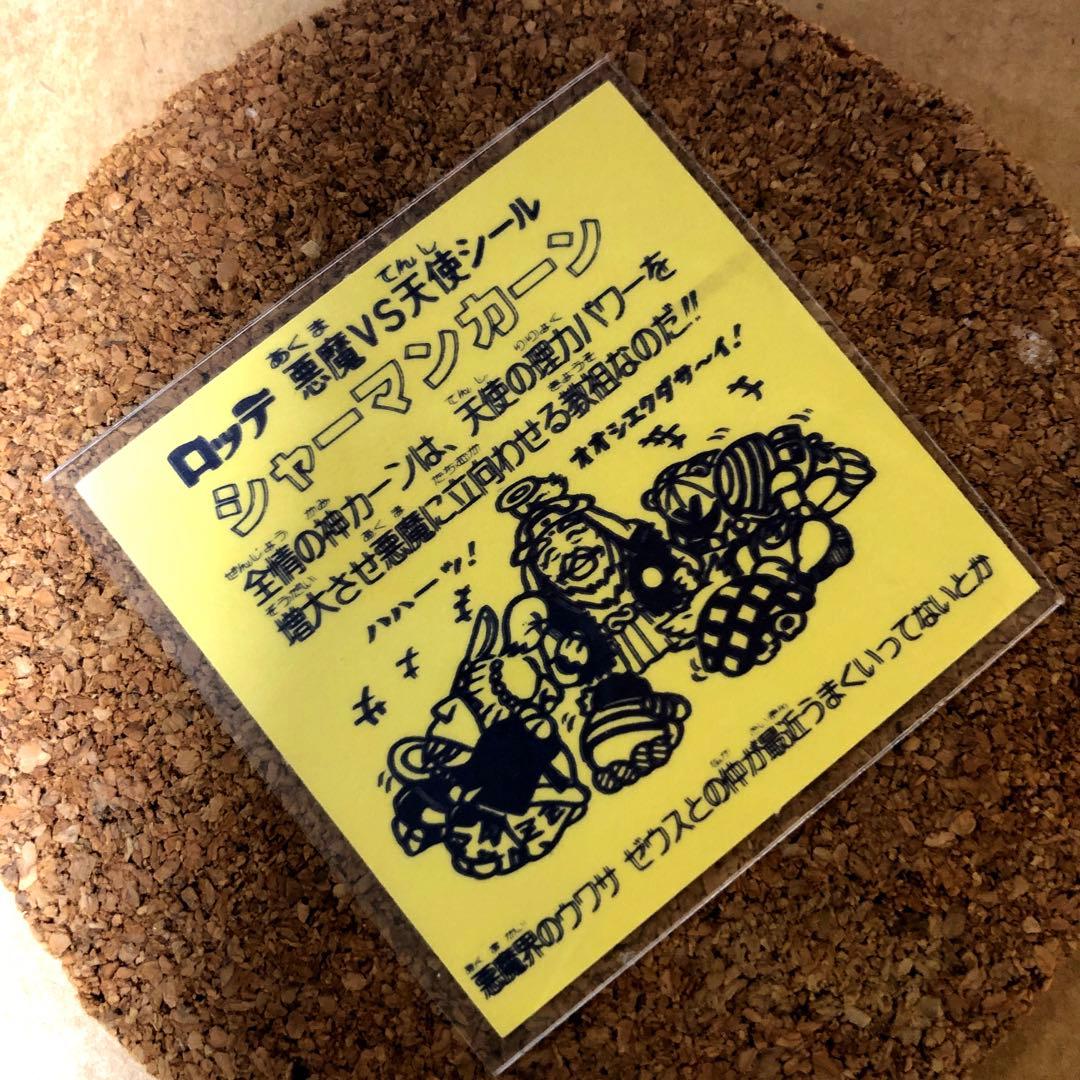 ロッテ 悪魔VS天使シール
シャーマンカーン
全情の神カーンは、天使の理力パワーを
増大させ悪魔に立向わせる教祖なのだ!!
オオシエクダサ〜イ!
ハハーッ!
悪魔界のウワサ ゼウスとの仲が最近うまくいってないとか